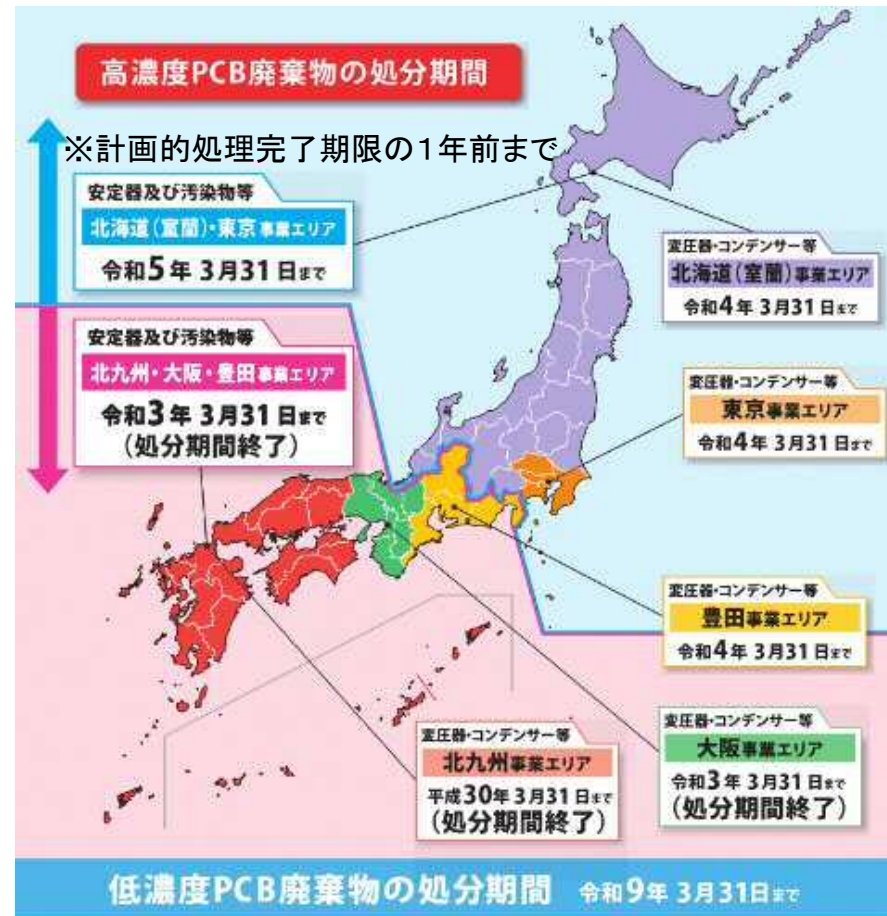 高濃度PCB廃棄物の処分期間
※計画的処理完了期限の1年前まで
安定器及び汚染物等
北海道(室蘭)・東京事業エリア
令和5年 3月31日まで
安定器及び汚染物等
北九州・大阪・豊田事業エリア
令和3年 3月31日まで
(処分期間終了)
変圧器・コンデンサー等
北海道(室蘭)事業エリア
令和4年 3月31日まで
変圧器・コンデンサー等
東京事業エリア
令和4年 3月31日まで
変圧器・コンデンサー等
豊田事業エリア
令和4年 3月31日まで
変圧器・コンデンサー等
大阪事業エリア
令和3年 3月31日まで
(処分期間終了)
変圧器・コンデンサー等
北九州事業エリア
平成30年 3月31日まで
(処分期間終了)
低濃度PCB廃棄物の処分期間 令和9年 3月31日まで